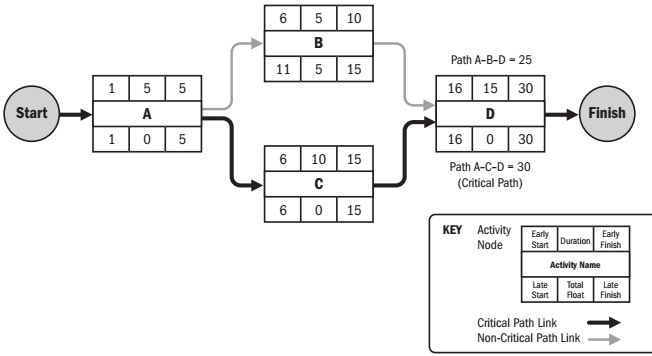 6 5 10
B
11 5 15
Path A–B–D = 25
1 5 5
A
1 0 5
16 15 30
D
16 0 30
Start
Finish
6 10 15
C
6 0 15
Path A–C–D = 30
(Critical Path)
KEY
Activity
Node
Early
Start
Duration
Early
Finish
Activity Name
Late
Start
Total
Float
Late
Finish
Critical Path Link
Non-Critical Path Link